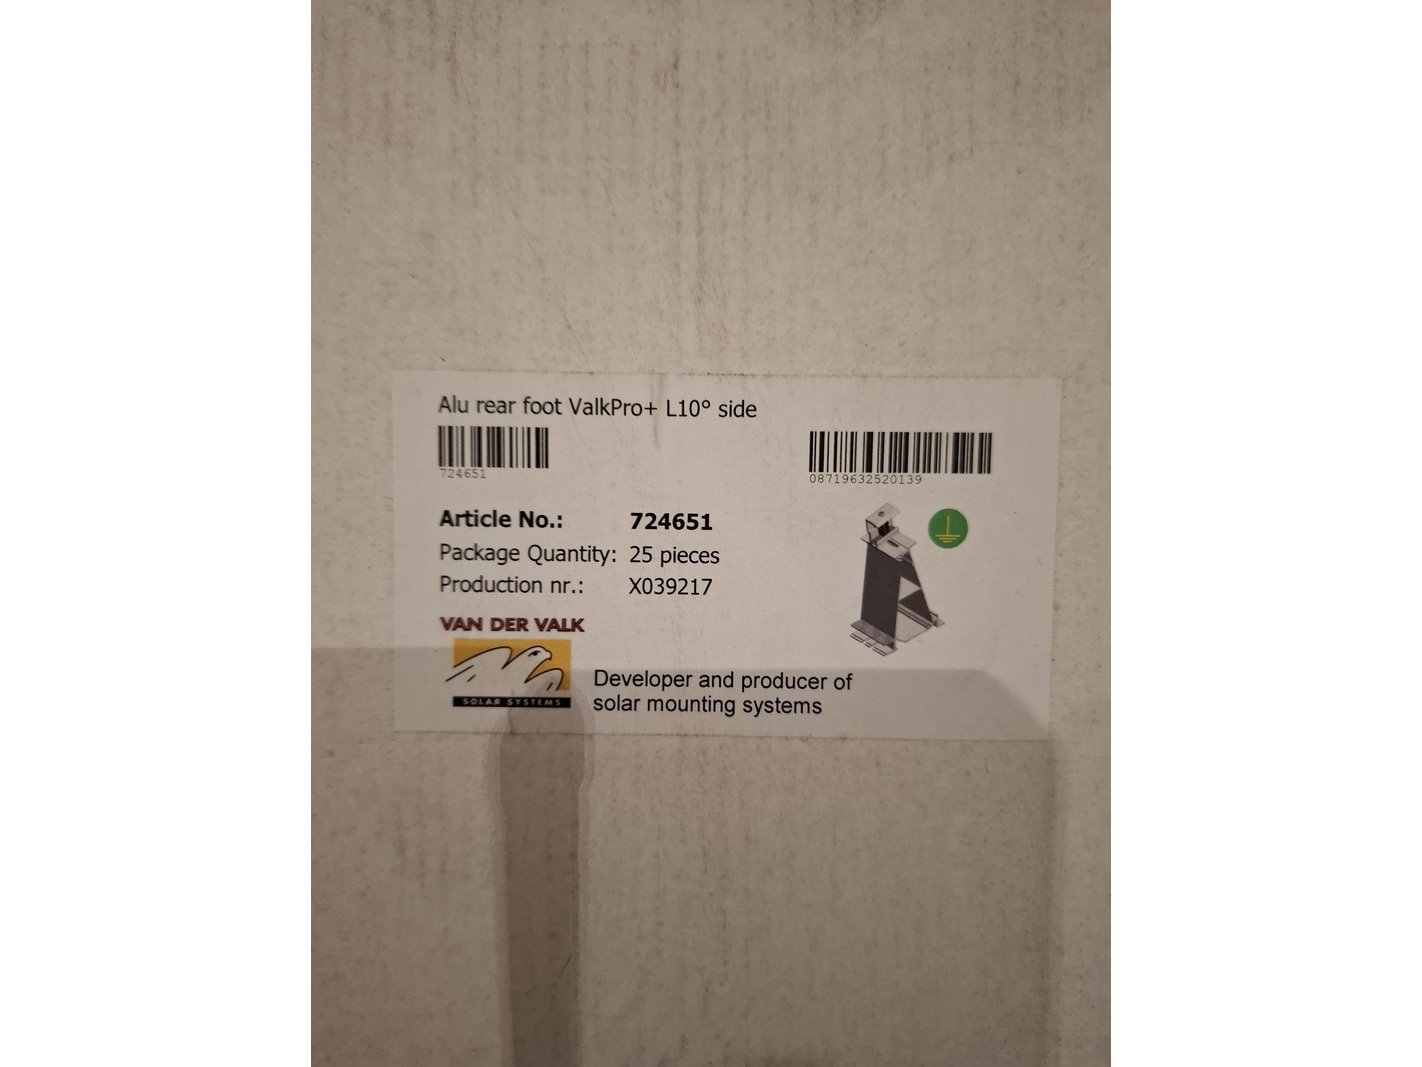 Alu rear foot ValkPro+ L10° side
724651
08719632520139
Article No.: 724651
Package Quantity: 25 pieces
Production nr.: X039217
VAN DER VALK
SOLAR SYSTEMS
Developer and producer of
solar mounting systems